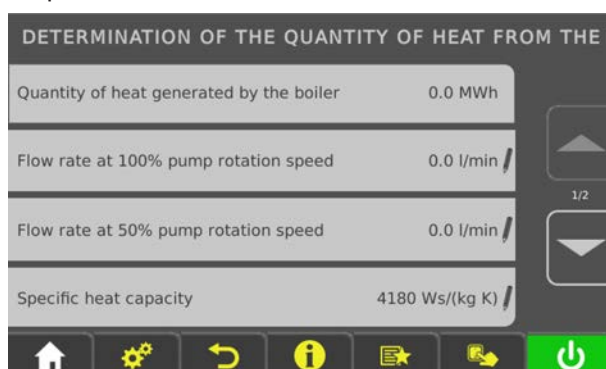 DETERMINATION OF THE QUANTITY OF HEAT FROM THE
Quantity of heat generated by the boiler 0.0 MWh
Flow rate at 100% pump rotation speed 0.0 l/min
1/2
Flow rate at 50% pump rotation speed 0.0 l/min
Specific heat capacity 4180 Ws/(kg K)